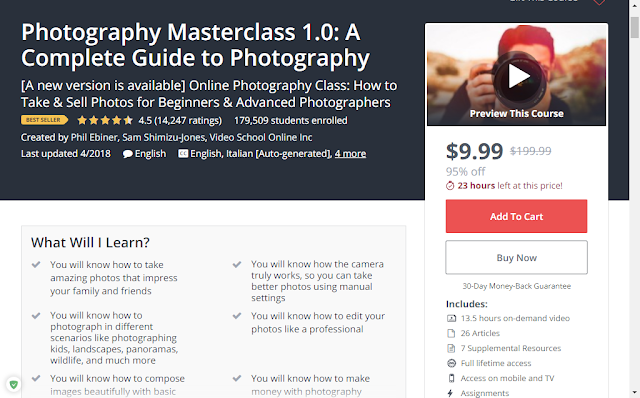 Photography Masterclass 1.0: A
Complete Guide to Photography
[A new version is available] Online Photography Class: How to
Take & Sell Photos for Beginners & Advanced Photographers
BEST SELLER 4.5 (14,247 ratings) 179,509 students enrolled
Created by Phil Ebiner, Sam Shimizu-Jones, Video School Online Inc
Last updated 4/2018 English English, Italian [Auto-generated], 4 more
Preview This Course
$9.99 $199.99
95% off
23 hours left at this price!
Add To Cart
Buy Now
30-Day Money-Back Guarantee
Includes:
13.5 hours on-demand video
26 Articles
7 Supplemental Resources
Full lifetime access
Access on mobile and TV
Assignments
What Will I Learn?
You will know how to take
amazing photos that impress
your family and friends
You will know how to
photograph in different
scenarios like photographing
kids, landscapes, panoramas,
wildlife, and much more
You will know how to compose
images beautifully with basic
You will know how the camera
truly works, so you can take
better photos using manual
settings
You will know how to edit your
photos like a professional
You will know how to make
money with photography